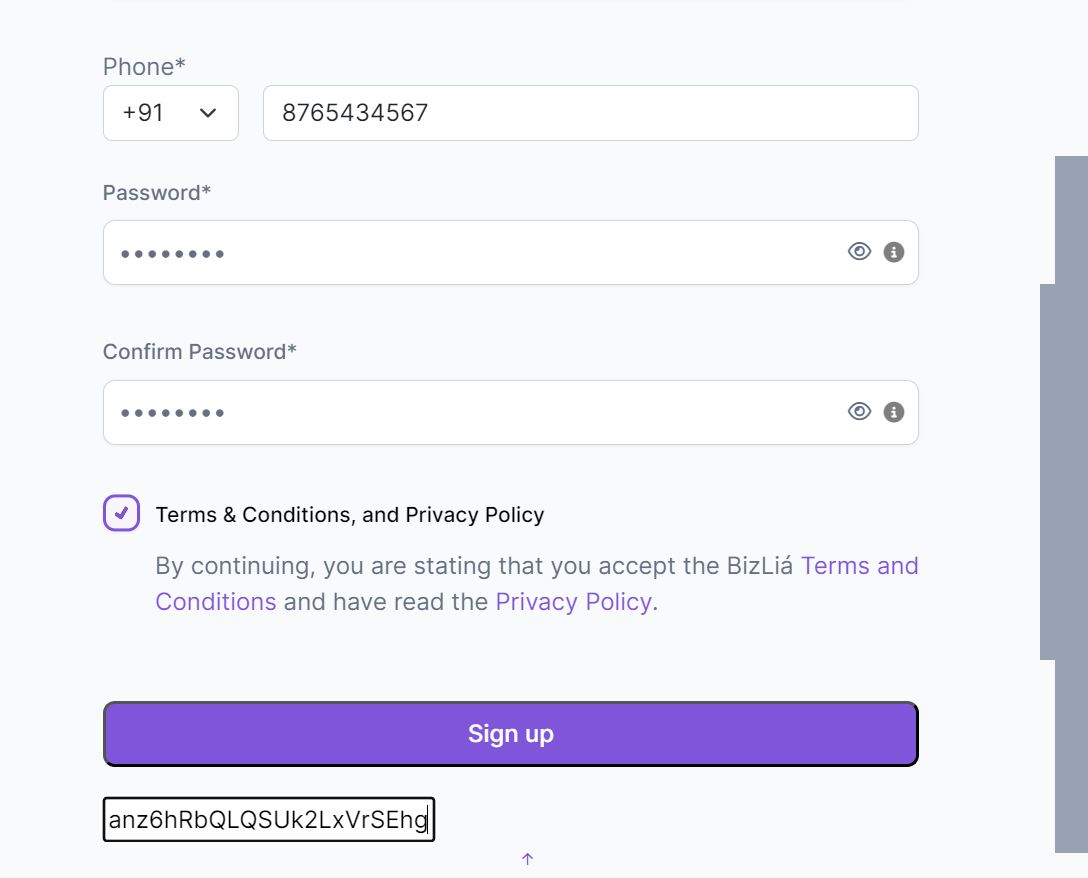 Phone*
+91 8765434567
Password*
••••••••
Confirm Password*
••••••••
Terms & Conditions, and Privacy Policy
By continuing, you are stating that you accept the BizLiá Terms and
Conditions and have read the Privacy Policy.
Sign up
anz6hRbQLQSUk2LxVrSEhg